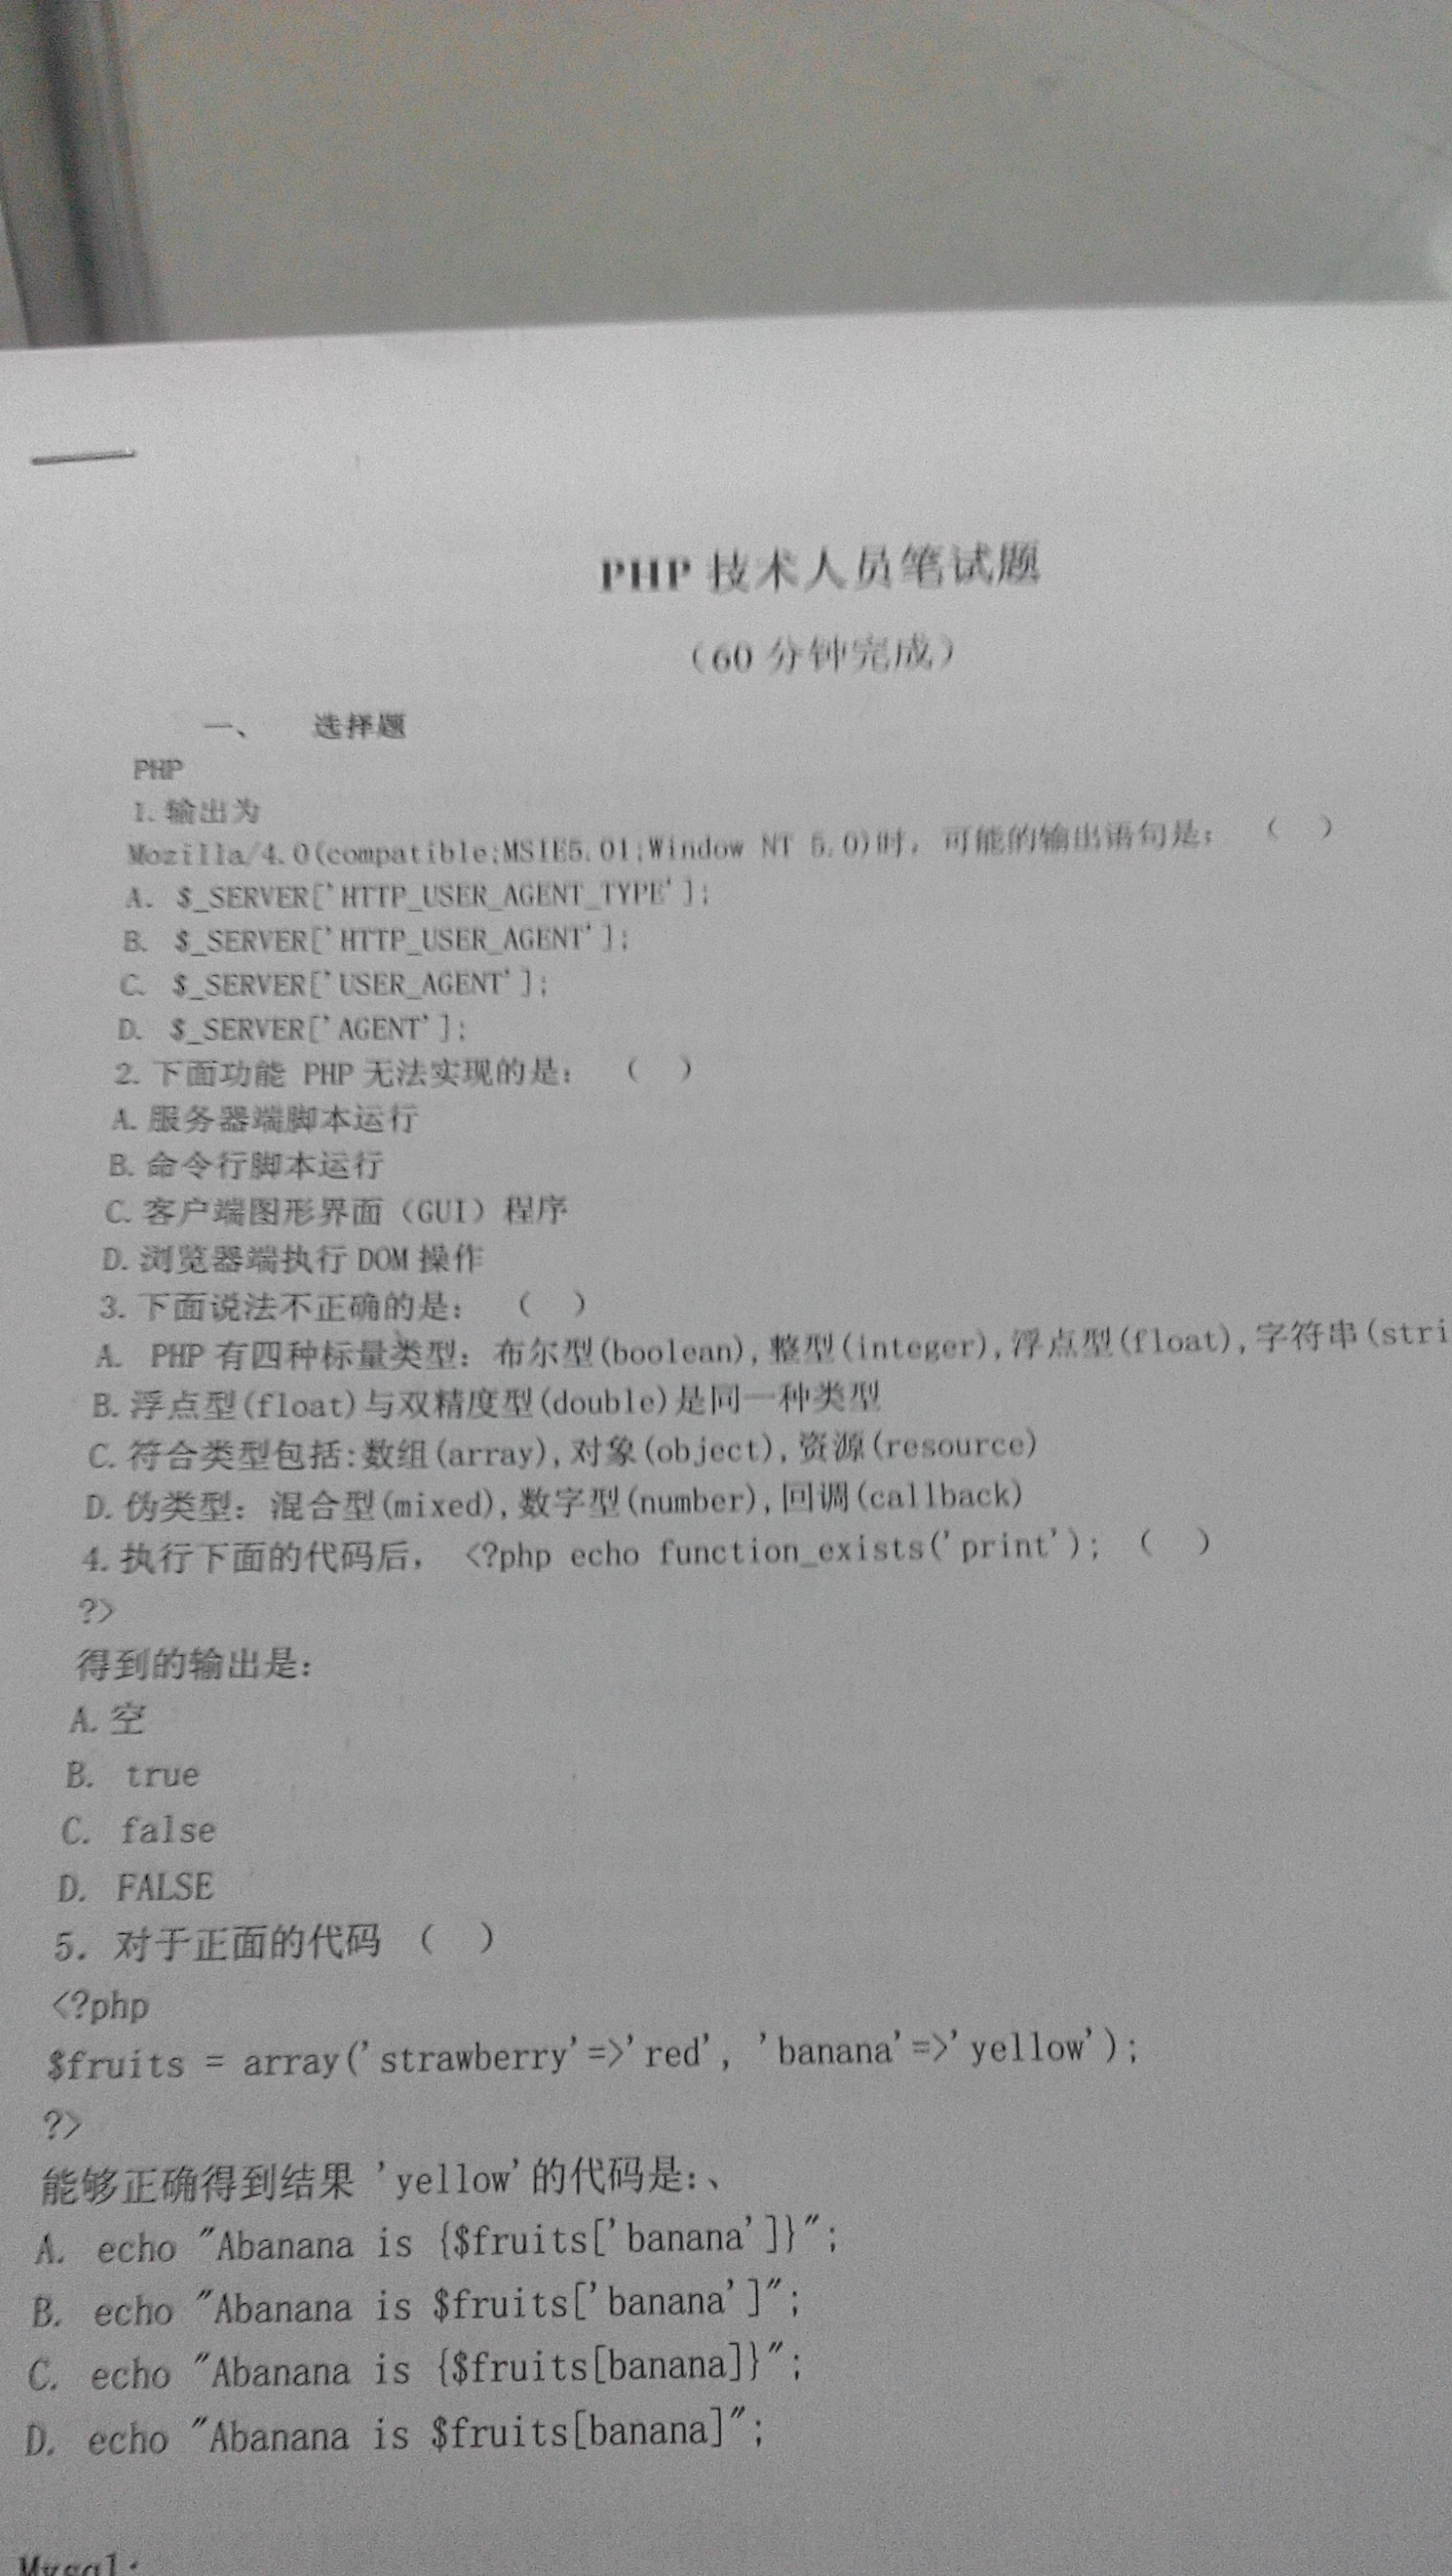 PHP 技术人员笔试题
（60 分钟完成）
一、 选择题
PHP
1. 输出为
Mozilla/4.0(compatible;MSIE5.01;Window NT 5.0)时，可能的输出语句是： （ ）
A. $_SERVER['HTTP_USER_AGENT_TYPE'];
B. $_SERVER['HTTP_USER_AGENT'];
C. $_SERVER['USER_AGENT'];
D. $_SERVER['AGENT'];
2. 下面功能 PHP 无法实现的是： （ ）
A. 服务器端脚本运行
B. 命令行脚本运行
C. 客户端图形界面（GUI）程序
D. 浏览器端执行 DOM 操作
3. 下面说法不正确的是： （ ）
A. PHP 有四种标量类型：布尔型(boolean),整型(integer),浮点型(float),字符串(stri
B. 浮点型(float)与双精度型(double)是同一种类型
C. 符合类型包括:数组(array),对象(object),资源(resource)
D. 伪类型：混合型(mixed),数字型(number),回调(callback)
4. 执行下面的代码后， <?php echo function_exists('print'); （ ）
?>
得到的输出是：
A. 空
B. true
C. false
D. FALSE
5. 对于正面的代码 （ ）
<?php
$fruits = array('strawberry'=>'red', 'banana'=>'yellow');
?>
能够正确得到结果 'yellow'的代码是：、
A. echo "Abanana is {$fruits['banana']}";
B. echo "Abanana is $fruits['banana']";
C. echo "Abanana is {$fruits[banana]}";
D. echo "Abanana is $fruits[banana]";
Mysql: